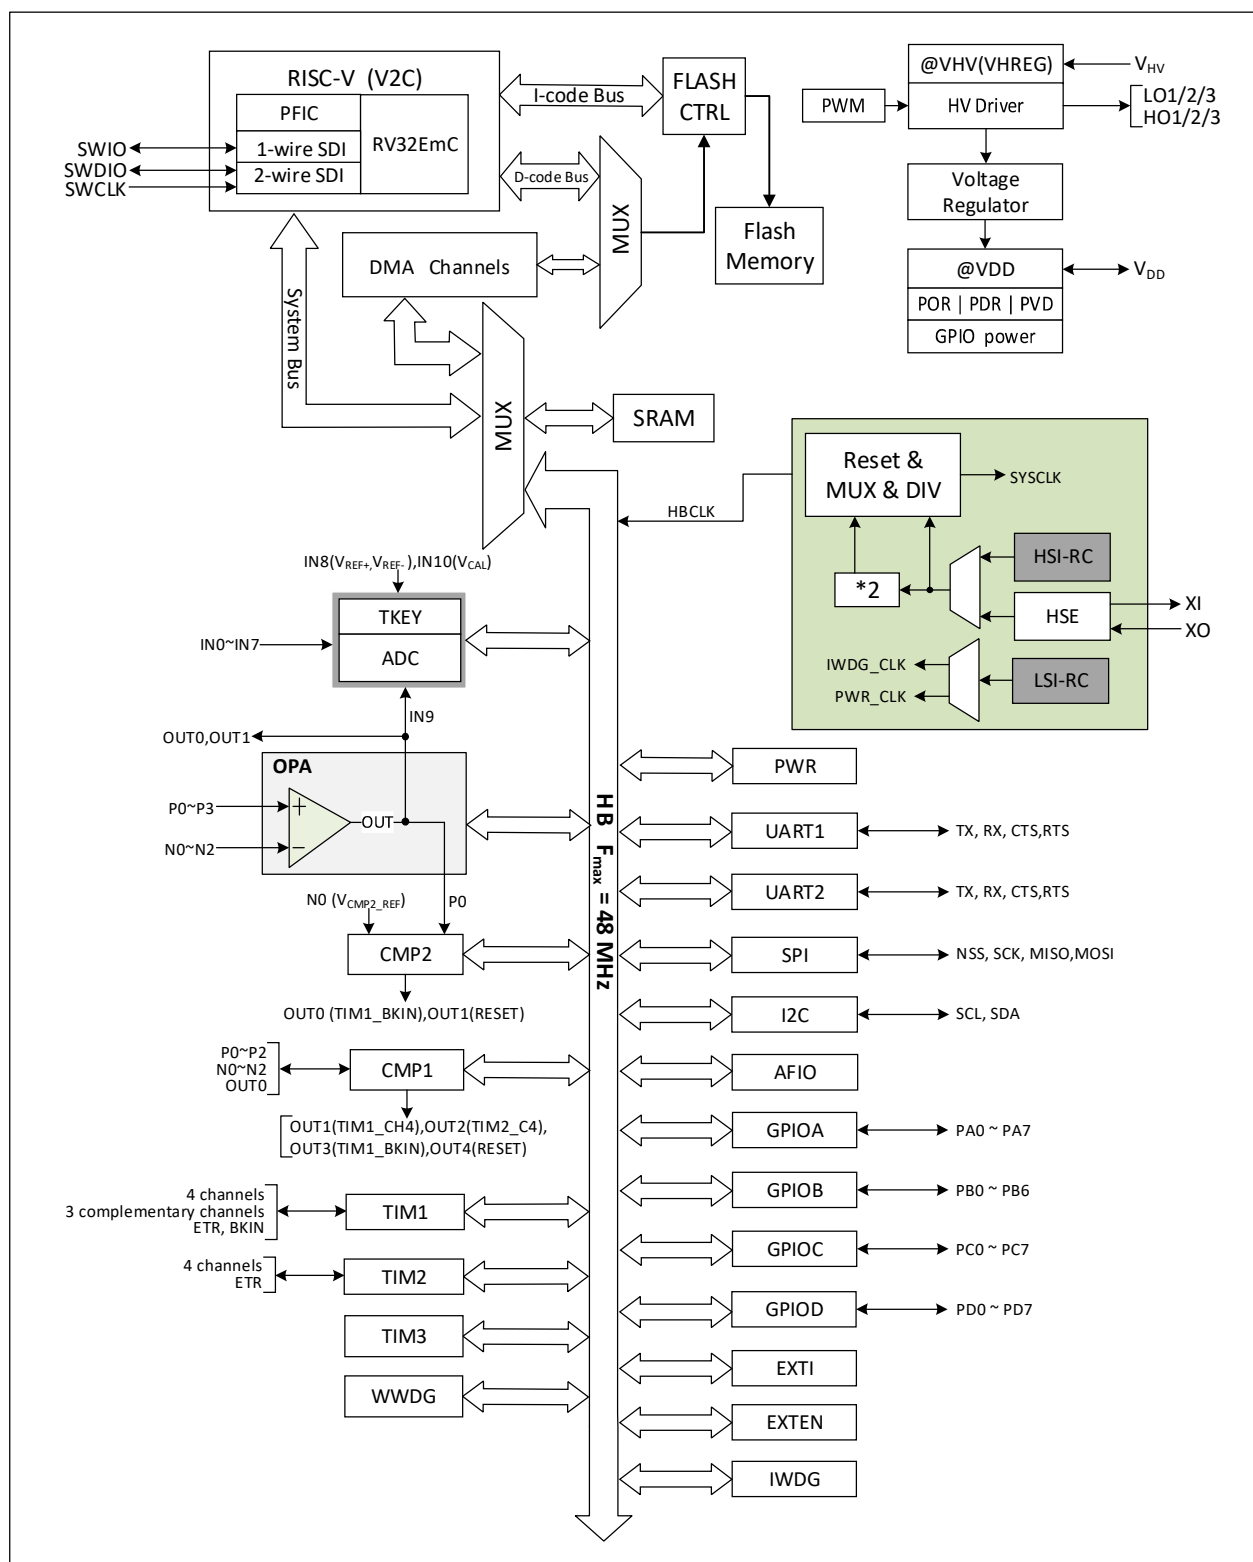 RISC-V (V2C)
PFIC
1-wire SDI
2-wire SDI
RV32EmC
SWIO
SWDIO
SWCLK
I-code Bus
D-code Bus
FLASH
CTRL
MUX
Flash
Memory
DMA Channels
System Bus
MUX
SRAM
@VHV(VHREG)
HV Driver
PWM
VHV
LO1/2/3
HO1/2/3
Voltage
Regulator
@VDD
VDD
POR | PDR | PVD
GPIO power
Reset &
MUX & DIV
SYSCLK
HBCLK
*2
HSI-RC
HSE
XI
XO
IWDG_CLK
PWR_CLK
LSI-RC
IN8(VREF+,VREF-),IN10(VCAL)
TKEY
ADC
IN0~IN7
IN9
OUT0,OUT1
OPA
P0~P3
N0~N2
+
−
OUT
N0 (VCMP2_REF)
P0
CMP2
OUT0 (TIM1_BKIN),OUT1(RESET)
P0~P2
N0~N2
OUT0
CMP1
OUT1(TIM1_CH4),OUT2(TIM2_C4),
OUT3(TIM1_BKIN),OUT4(RESET)
4 channels
3 complementary channels
ETR, BKIN
TIM1
4 channels
ETR
TIM2
TIM3
WWDG
HB Fmax = 48 MHz
PWR
UART1
TX, RX, CTS,RTS
UART2
TX, RX, CTS,RTS
SPI
NSS, SCK, MISO,MOSI
I2C
SCL, SDA
AFIO
GPIOA
PA0 ~ PA7
GPIOB
PB0 ~ PB6
GPIOC
PC0 ~ PC7
GPIOD
PD0 ~ PD7
EXTI
EXTEN
IWDG